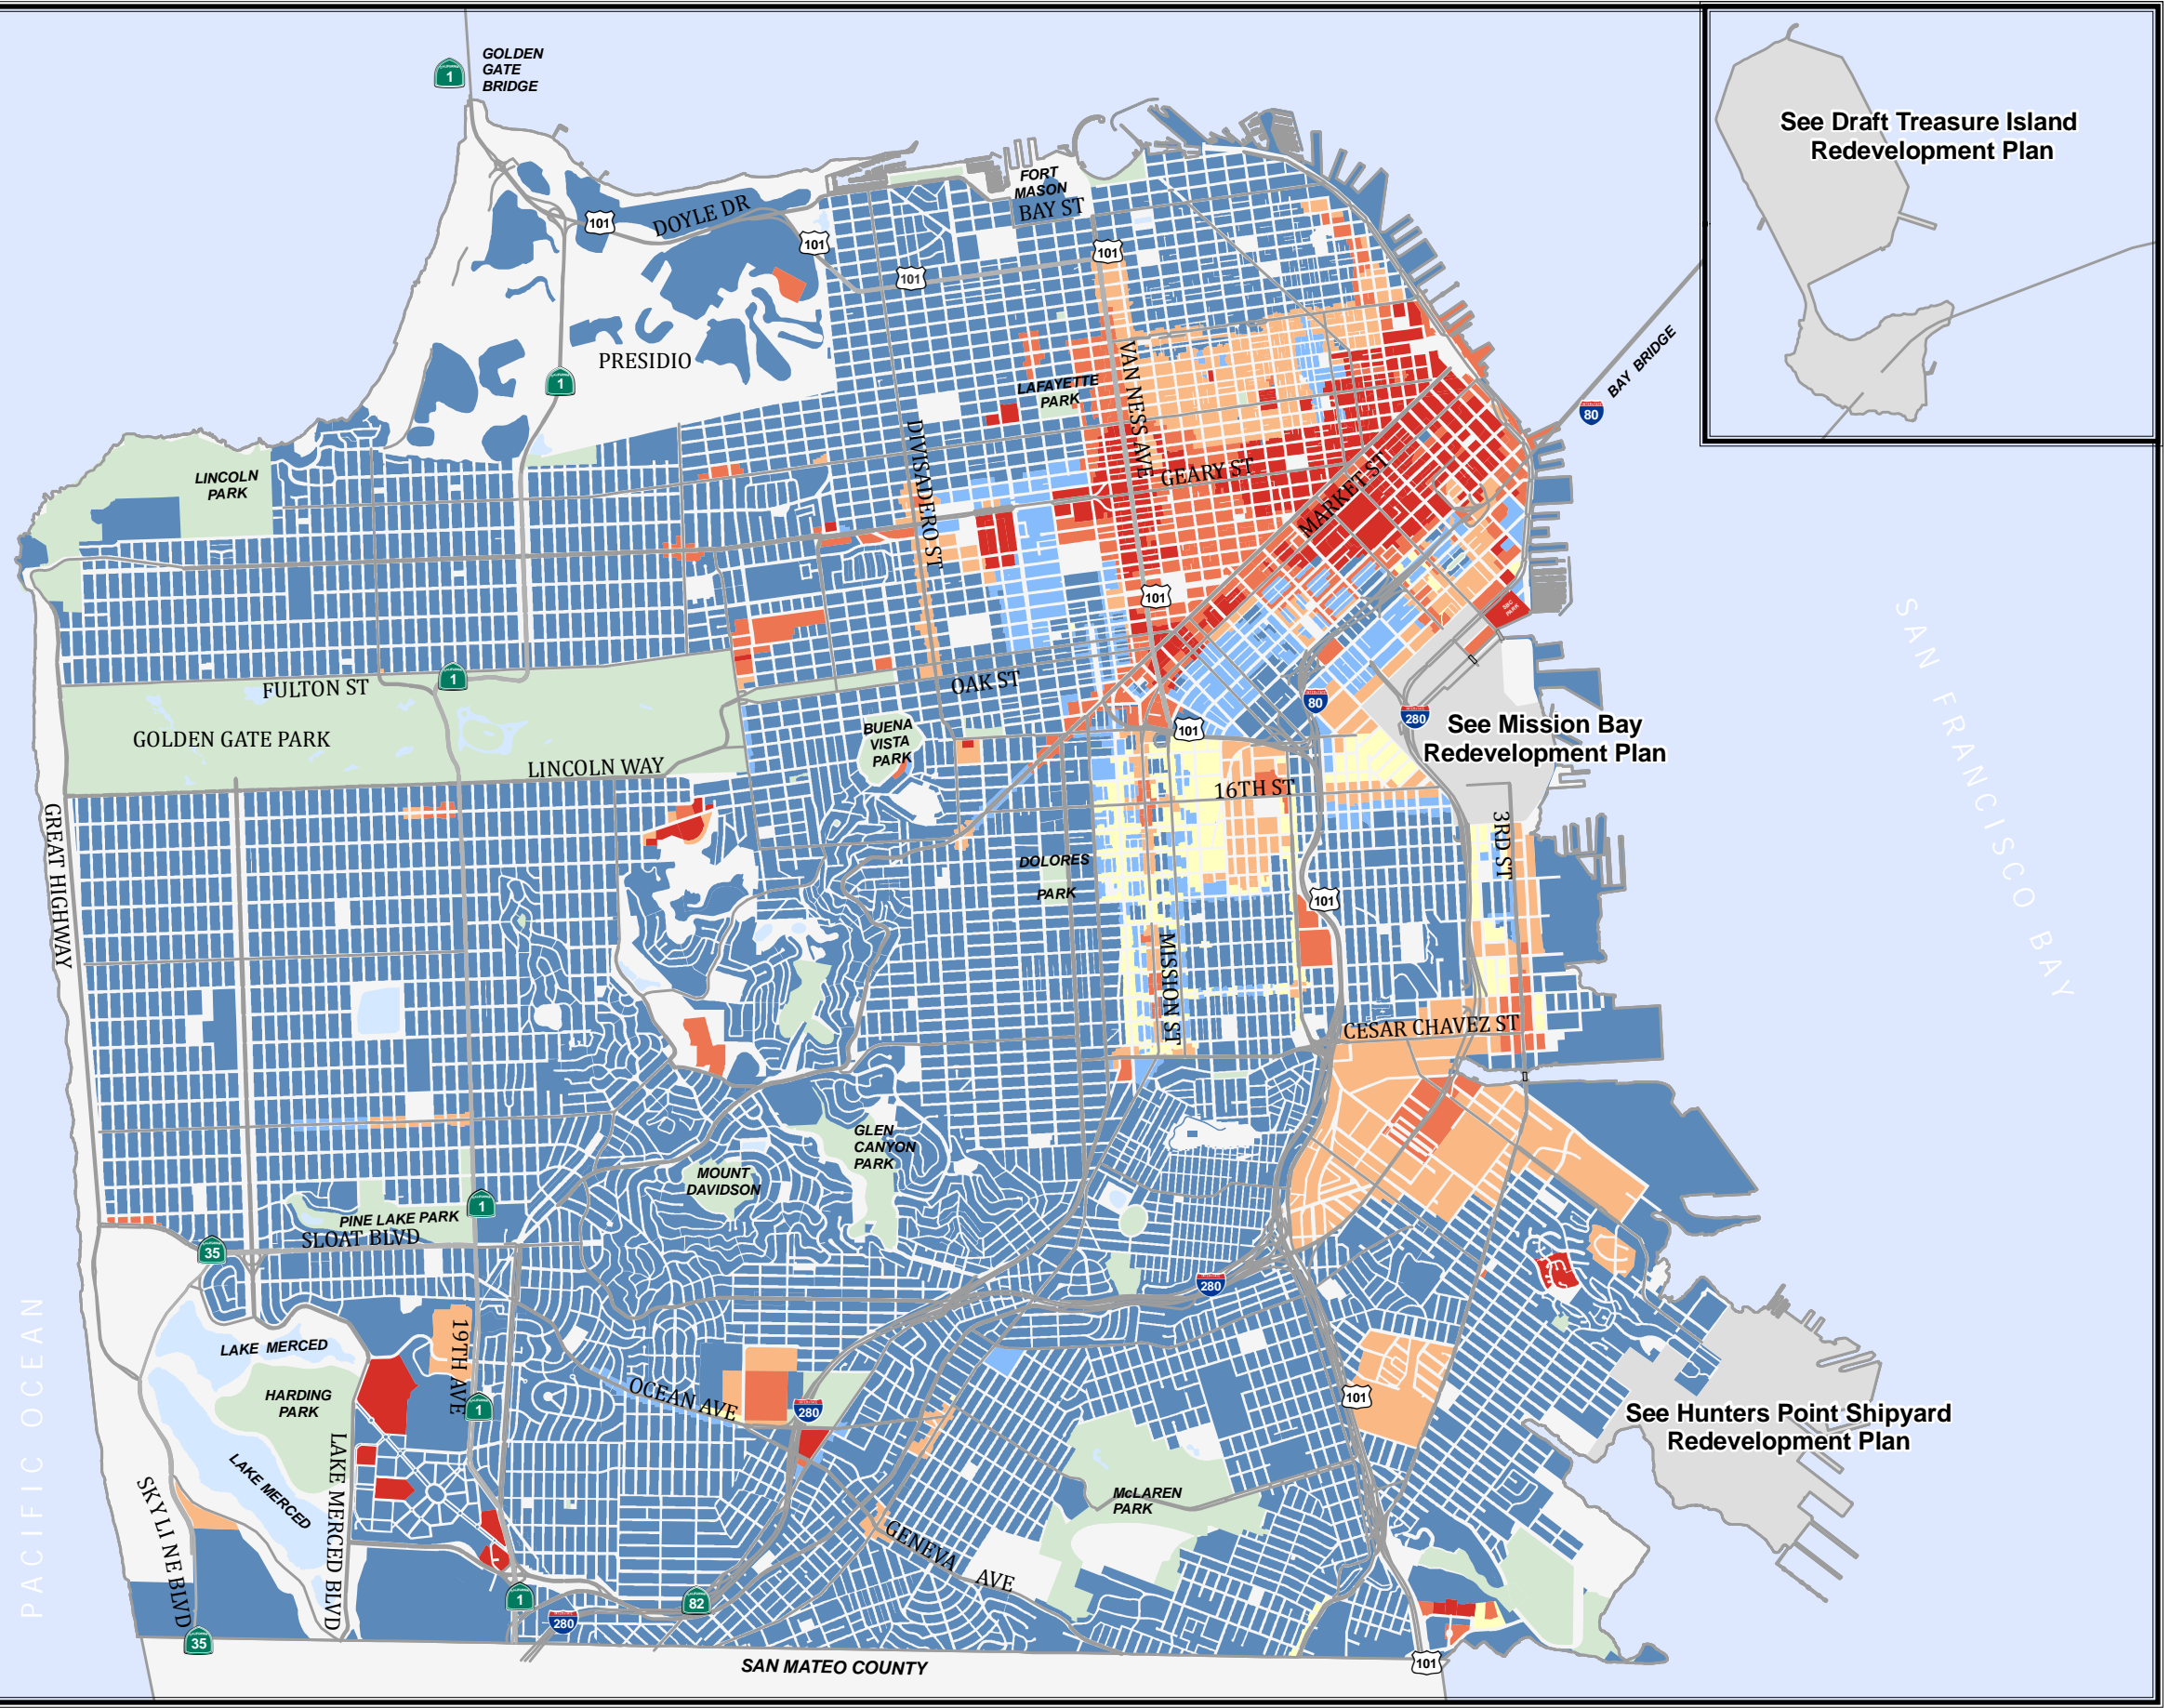 GOLDEN
GATE
BRIDGE
1
See Draft Treasure Island
Redevelopment Plan
FORT
MASON
BAY ST
DOYLE DR
101
101
101
101
PRESIDIO
1
LAFAYETTE
PARK
VAN NESS AVE
BAY BRIDGE
80
LINCOLN
PARK
DIVISADERO ST
GEARY ST
MARKET ST
101
SBC
PARK
SAN FRANCISCO BAY
FULTON ST
1
OAK ST
80
280
See Mission Bay
Redevelopment Plan
GOLDEN GATE PARK
BUENA
VISTA
PARK
101
LINCOLN WAY
16TH ST
GREAT HIGHWAY
3RD ST
DOLORES
PARK
101
MISSION ST
CESAR CHAVEZ ST
GLEN
CANYON
PARK
MOUNT
DAVIDSON
1
PINE LAKE PARK
SLOAT BLVD
35
280
PACIFIC OCEAN
LAKE MERCED
19TH AVE
HARDING
PARK
1
OCEAN AVE
280
101
See Hunters Point Shipyard
Redevelopment Plan
LAKE MERCED
LAKE MERCED BLVD
SKYLI NE BLVD
McLAREN
PARK
GENEVA AVE
1
82
280
35
SAN MATEO COUNTY
101